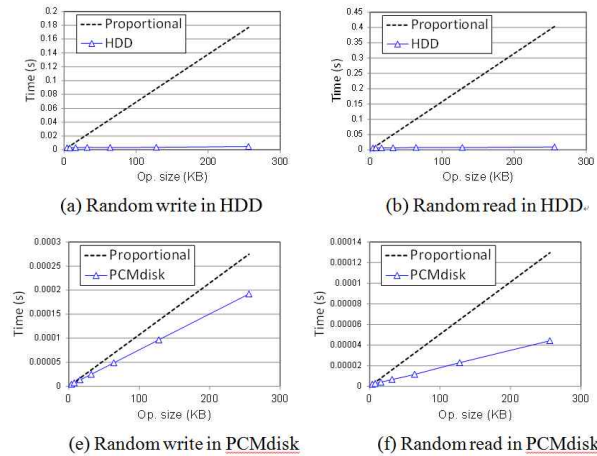 Proportional
HDD
Time (s)
0.2
0.18
0.16
0.14
0.12
0.1
0.08
0.06
0.04
0.02
0
0 100 200 300
Op. size (KB)
(a) Random write in HDD
Proportional
HDD
Time (s)
0.45
0.4
0.35
0.3
0.25
0.2
0.15
0.1
0.05
0
0 100 200 300
Op. size (KB)
(b) Random read in HDD
Proportional
PCMdisk
Time (s)
0.0003
0.00025
0.0002
0.00015
0.0001
0.00005
0
0 100 200 300
Op. size (KB)
(e) Random write in PCMdisk
Proportional
PCMdisk
Time (s)
0.00014
0.00012
0.0001
0.00008
0.00006
0.00004
0.00002
0
0 100 200 300
Op. size (KB)
(f) Random read in PCMdisk